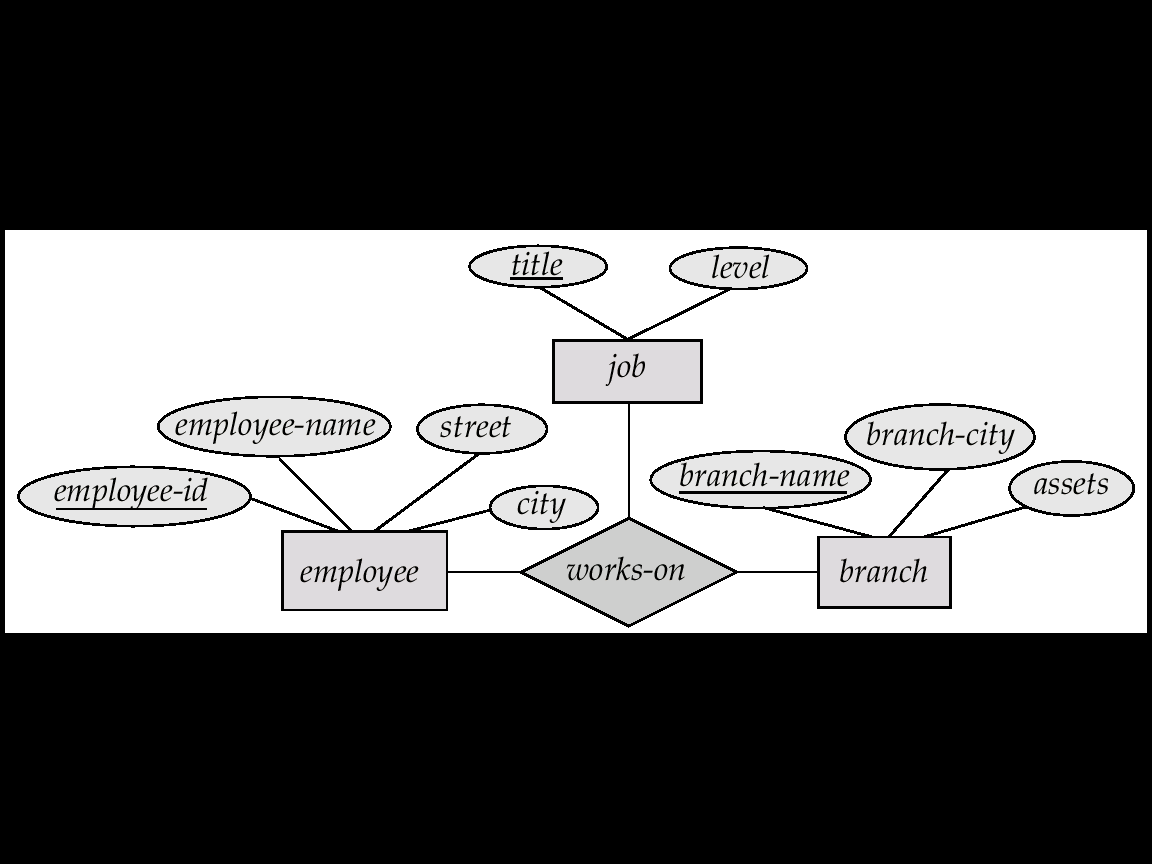 title
level
job
employee-name
street
branch-city
employee-id
city
branch-name
assets
employee
works-on
branch